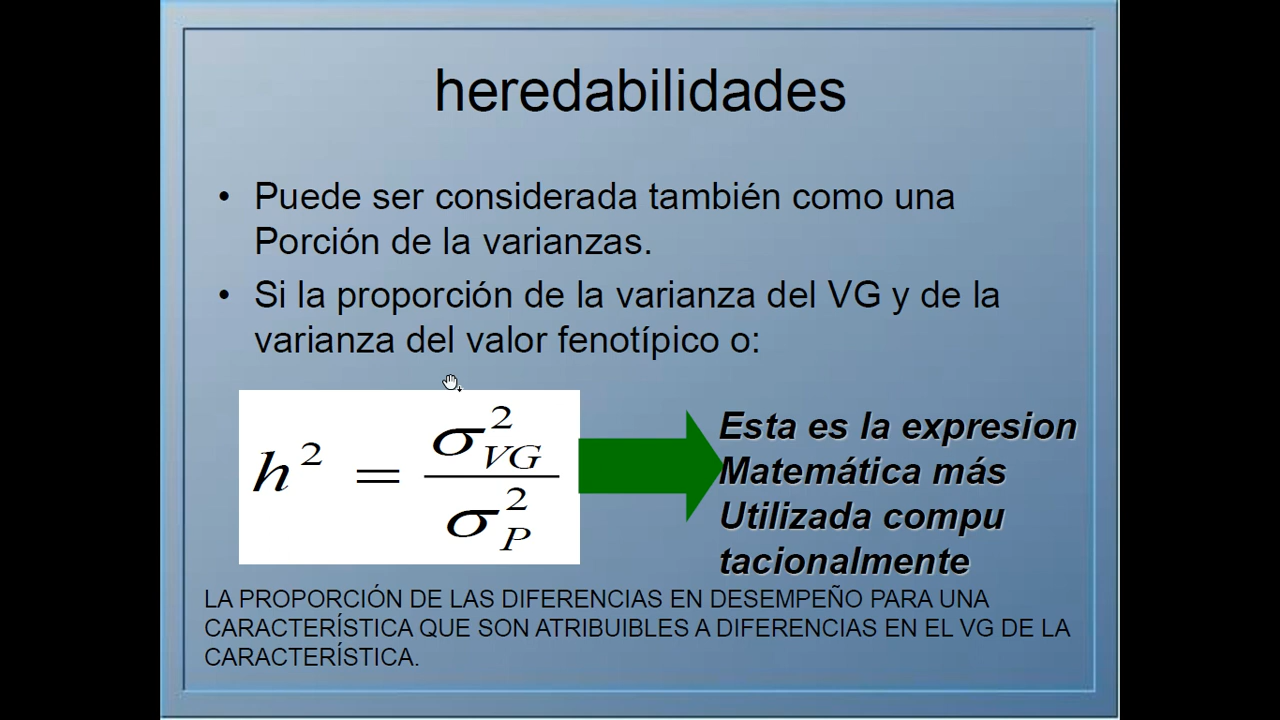 heredabilidades
• Puede ser considerada también como una
Porción de la varianzas.
• Si la proporción de la varianza del VG y de la
varianza del valor fenotípico o:
h² = σ²VG / σ²P
Esta es la expresion
Matemática más
Utilizada compu
tacionalmente
LA PROPORCIÓN DE LAS DIFERENCIAS EN DESEMPEÑO PARA UNA
CARACTERÍSTICA QUE SON ATRIBUIBLES A DIFERENCIAS EN EL VG DE LA
CARACTERÍSTICA.